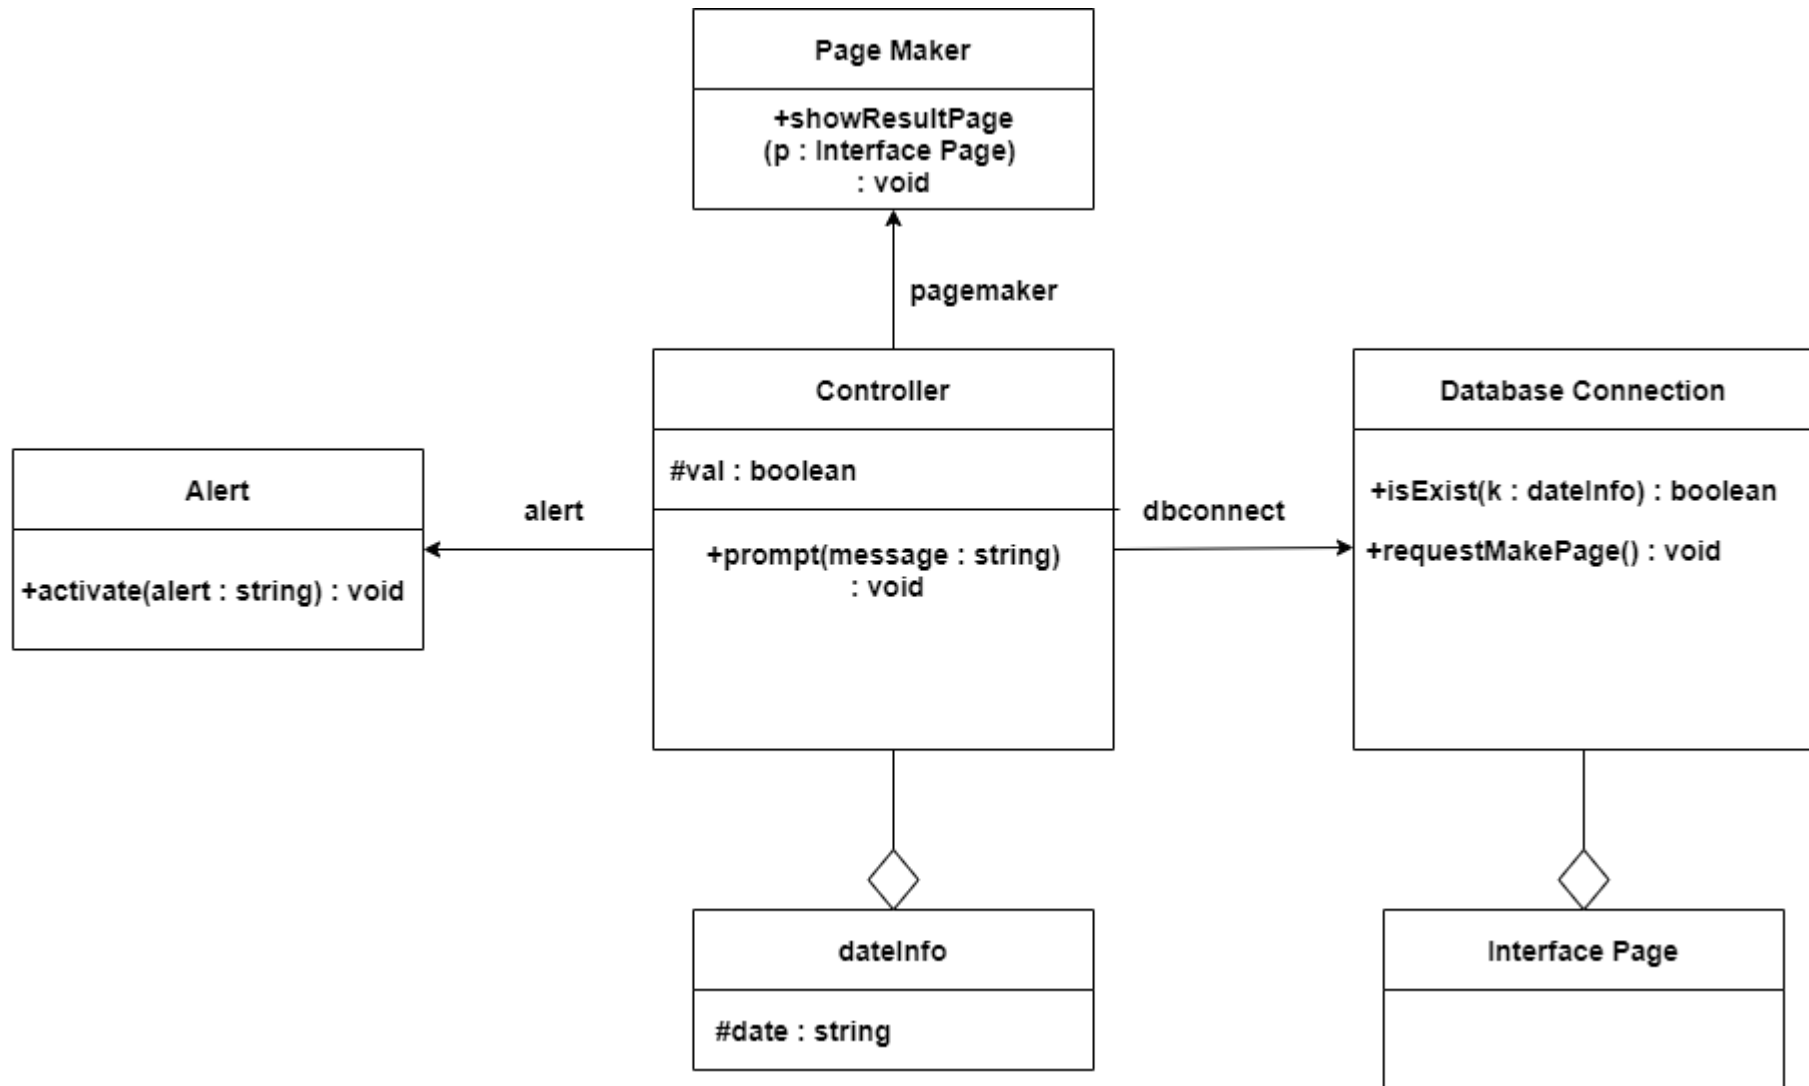 Page Maker
+showResultPage
(p : Interface Page)
: void
pagemaker
Controller
#val : boolean
+prompt(message : string)
: void
Alert
+activate(alert : string) : void
alert
dbconnect
Database Connection
+isExist(k : dateInfo) : boolean
+requestMakePage() : void
dateInfo
#date : string
Interface Page